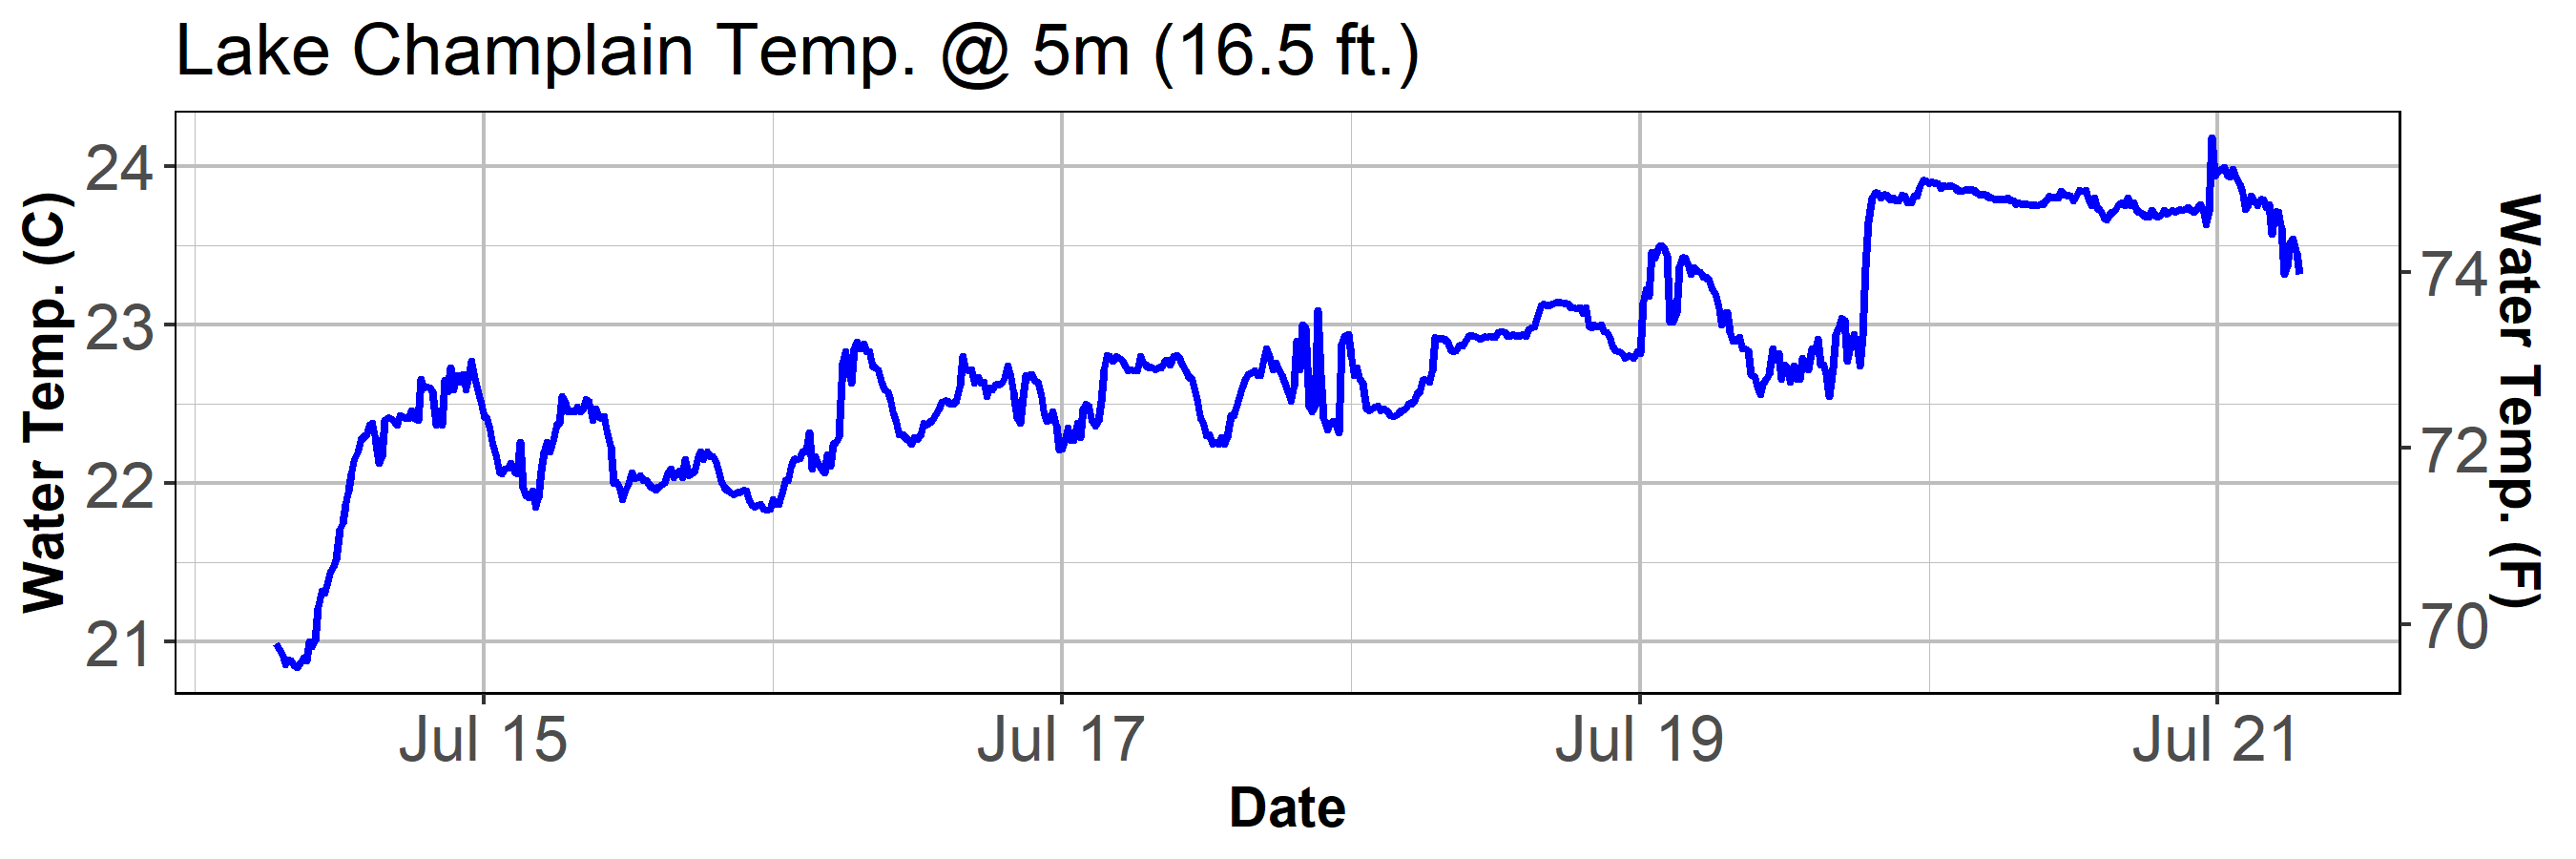 Lake Champlain Temp. @ 5m (16.5 ft.)
Water Temp. (C)
24
23
22
21
74
72
70
Water Temp. (F)
Jul 15
Jul 17
Jul 19
Jul 21
Date